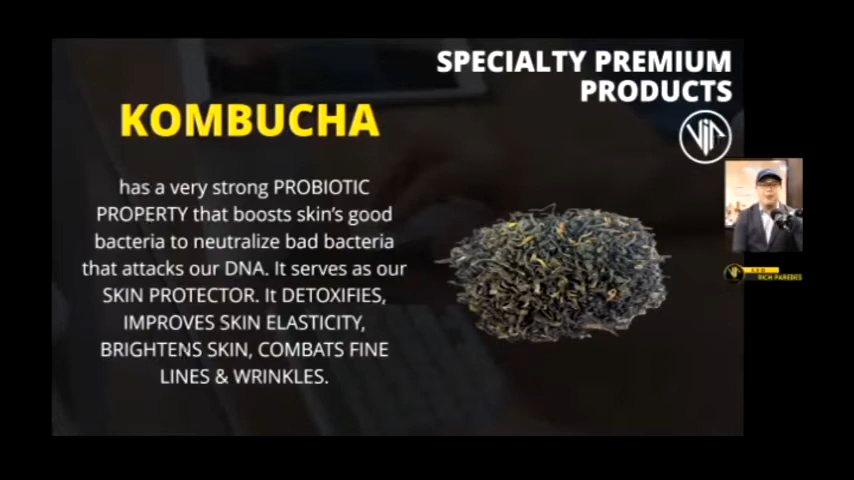 SPECIALTY PREMIUM
PRODUCTS
KOMBUCHA
has a very strong PROBIOTIC
PROPERTY that boosts skin's good
bacteria to neutralize bad bacteria
that attacks our DNA. It serves as our
SKIN PROTECTOR. It DETOXIFIES,
IMPROVES SKIN ELASTICITY,
BRIGHTENS SKIN, COMBATS FINE
LINES & WRINKLES.
RICH PAREDES